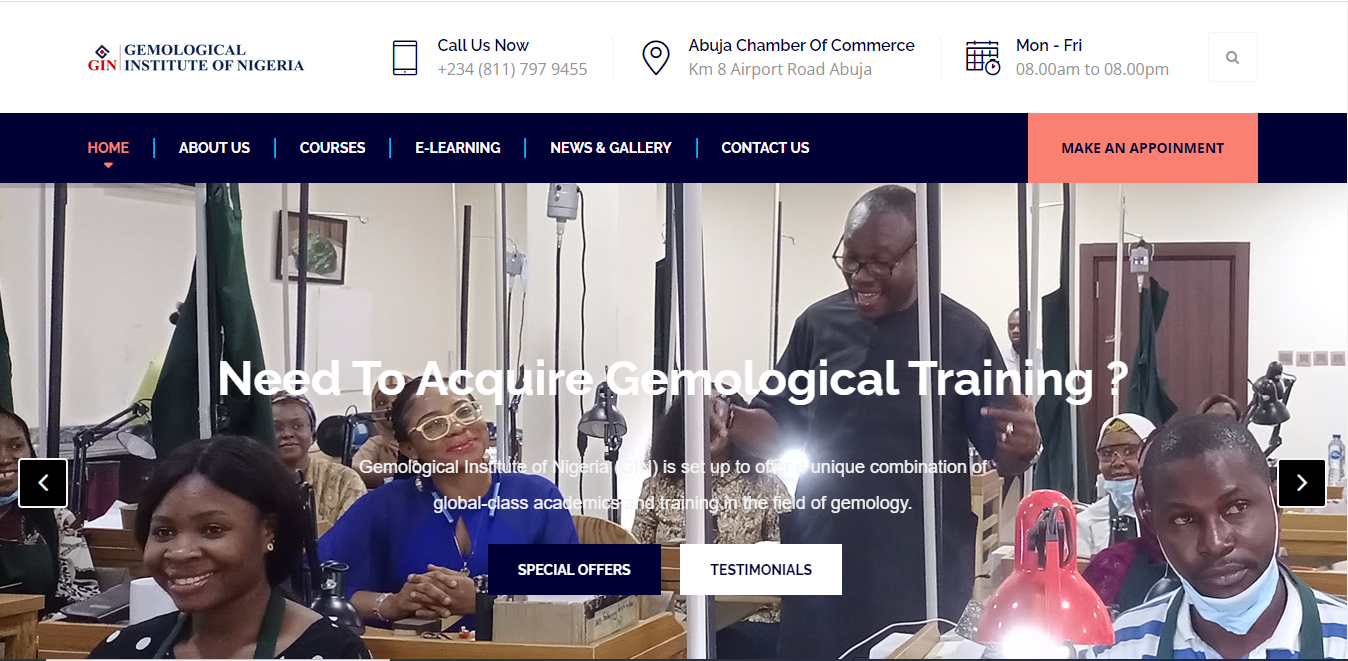 GEMOLOGICAL
GIN INSTITUTE OF NIGERIA
Call Us Now
+234 (811) 797 9455
Abuja Chamber Of Commerce
Km 8 Airport Road Abuja
Mon - Fri
08.00am to 08.00pm
HOME
ABOUT US
COURSES
E-LEARNING
NEWS & GALLERY
CONTACT US
MAKE AN APPOINMENT
Need To Acquire Gemological Training ?
Gemological Institute of Nigeria (GIN) is set up to offer a unique combination of
global-class academics and training in the field of gemology.
SPECIAL OFFERS
TESTIMONIALS